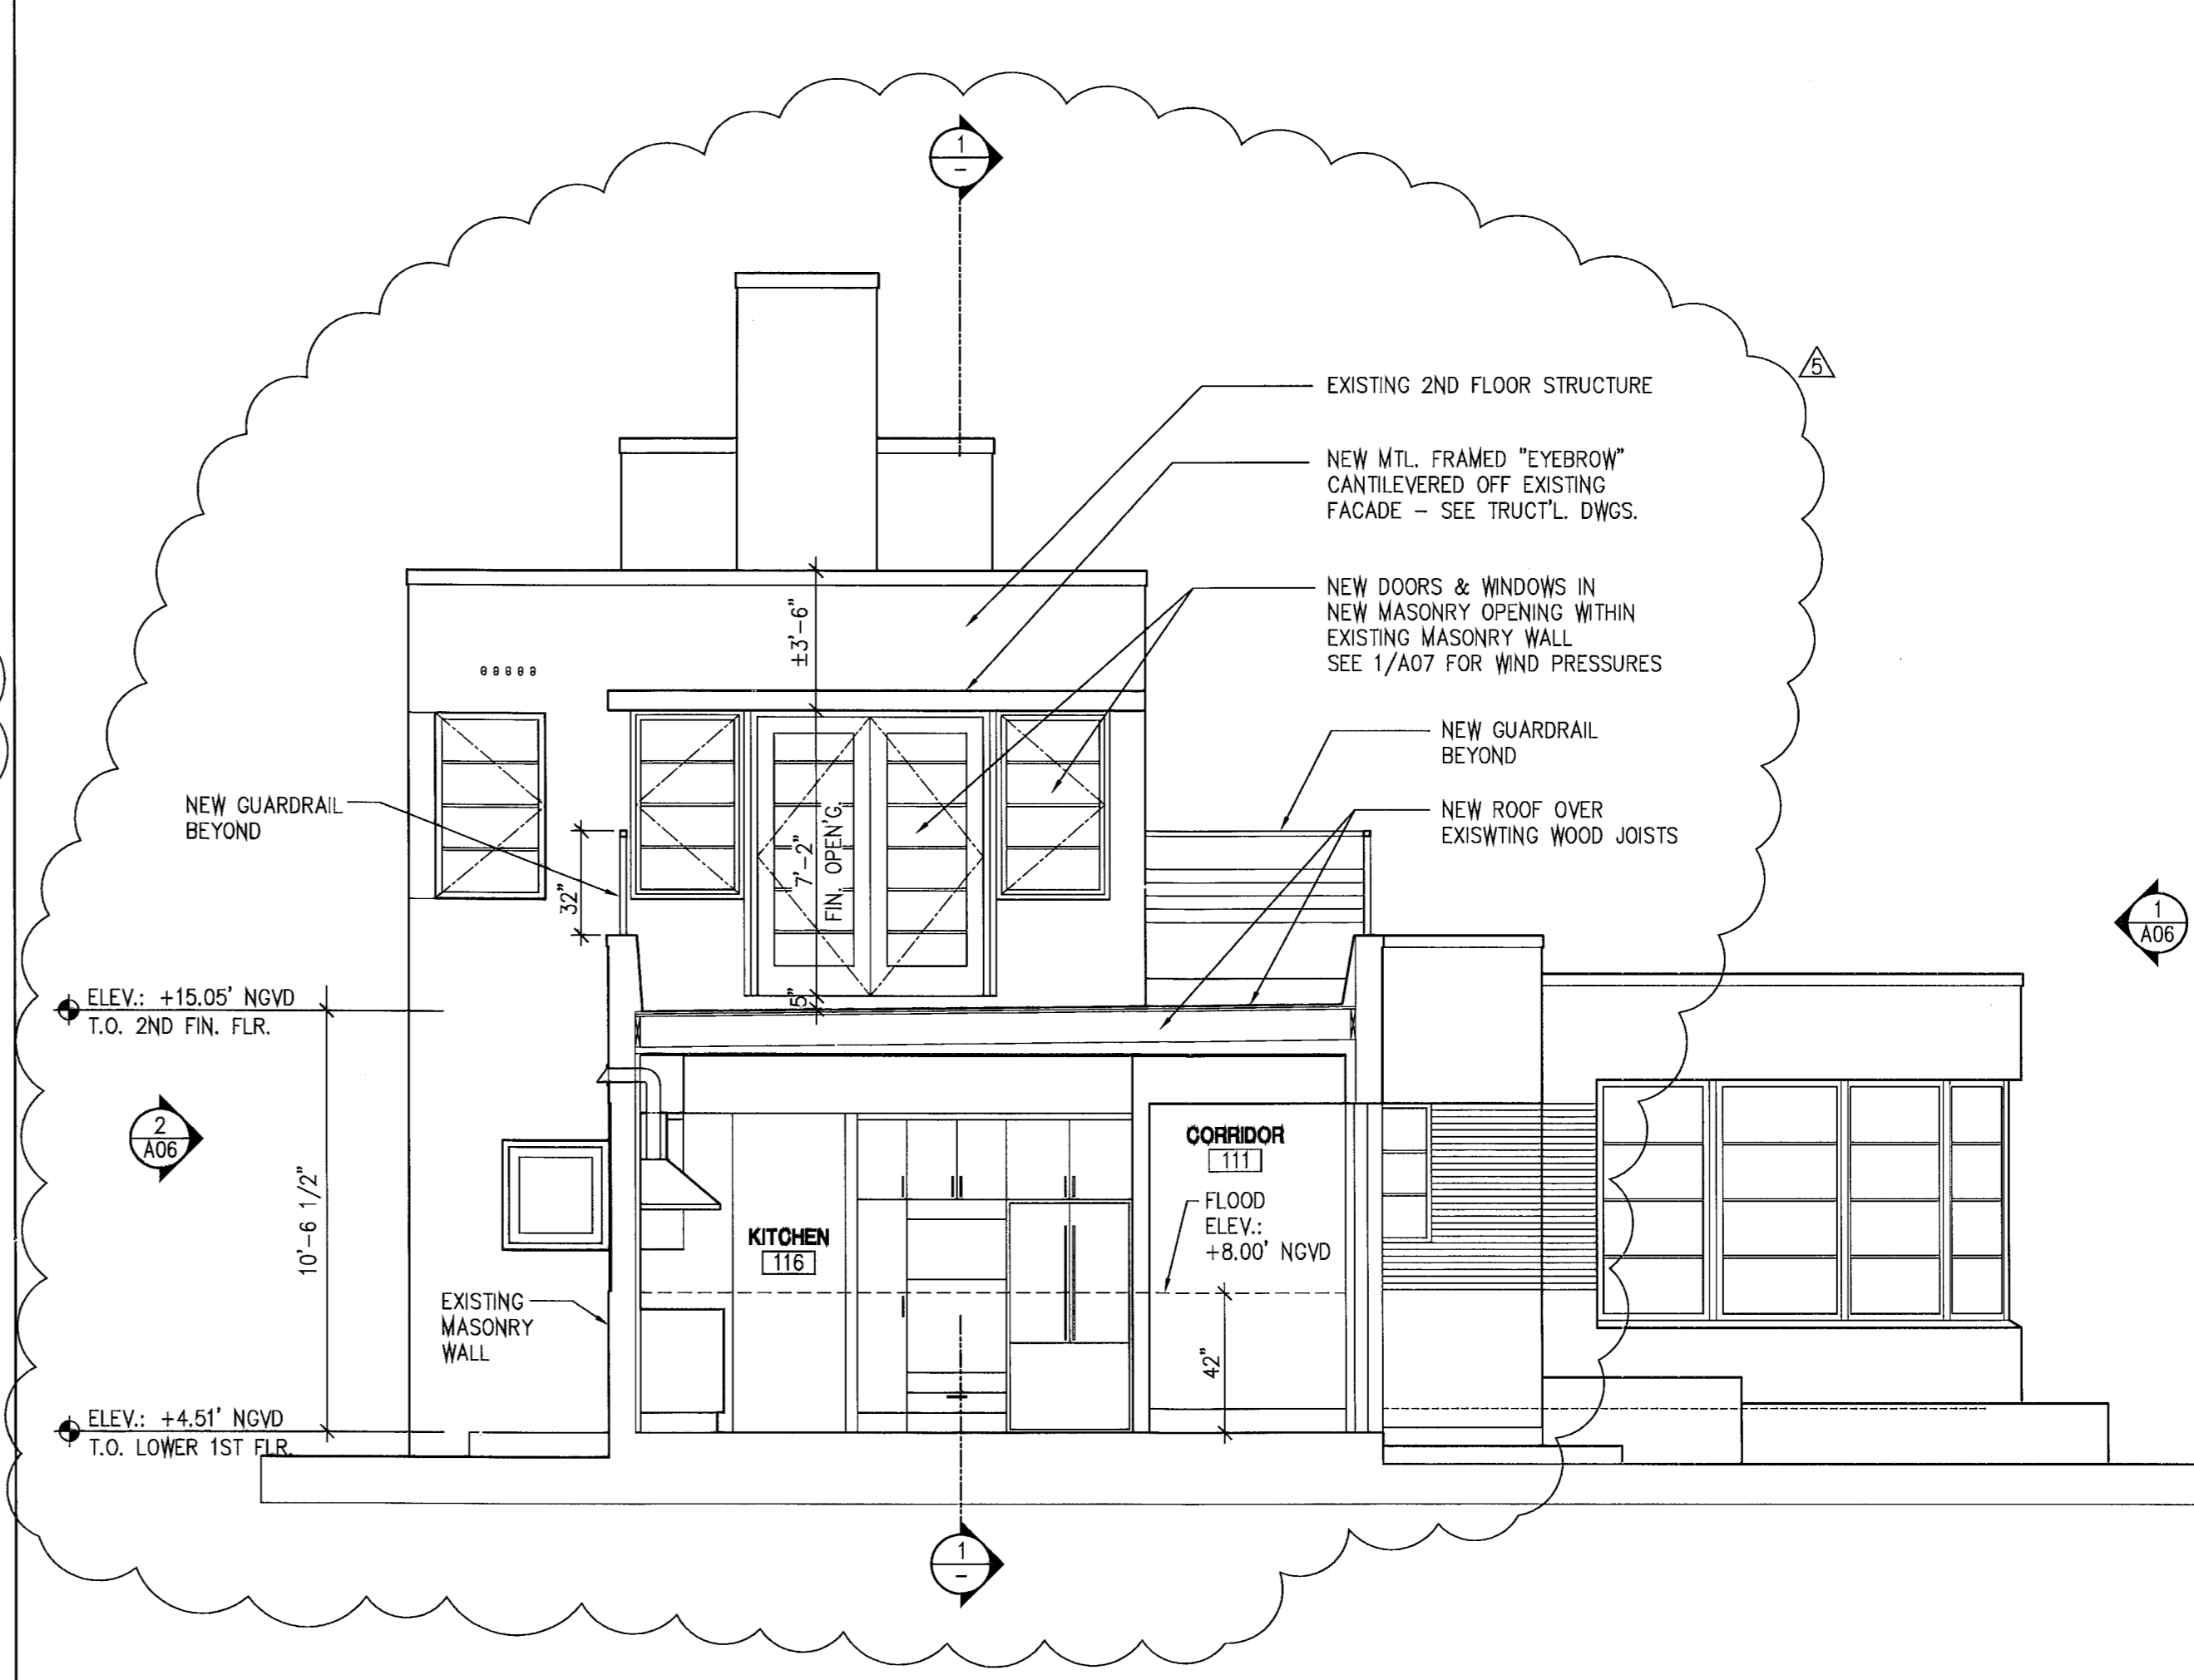 1
–
5
EXISTING 2ND FLOOR STRUCTURE
NEW MTL. FRAMED "EYEBROW"
CANTILEVERED OFF EXISTING
FACADE – SEE TRUCT'L. DWGS.
±3'–6"
NEW DOORS & WINDOWS IN
NEW MASONRY OPENING WITHIN
EXISTING MASONRY WALL
SEE 1/A07 FOR WIND PRESSURES
NEW GUARDRAIL
BEYOND
NEW GUARDRAIL
BEYOND
NEW ROOF OVER
EXISWTING WOOD JOISTS
32"
7'–2"
FIN. OPEN'G.
5"
1
A06
ELEV.: +15.05' NGVD
T.O. 2ND FIN. FLR.
2
A06
10'–6 1/2"
CORRIDOR
111
FLOOD
ELEV.:
+8.00' NGVD
KITCHEN
116
EXISTING
MASONRY
WALL
42"
ELEV.: +4.51' NGVD
T.O. LOWER 1ST FLR.
1
–